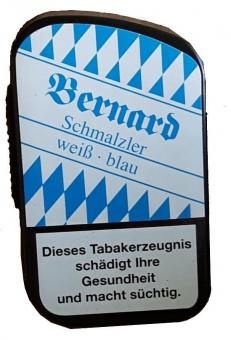 Bernard
Schmalzler
weiß · blau
Dieses Tabakerzeugnis
schädigt Ihre
Gesundheit
und macht süchtig.